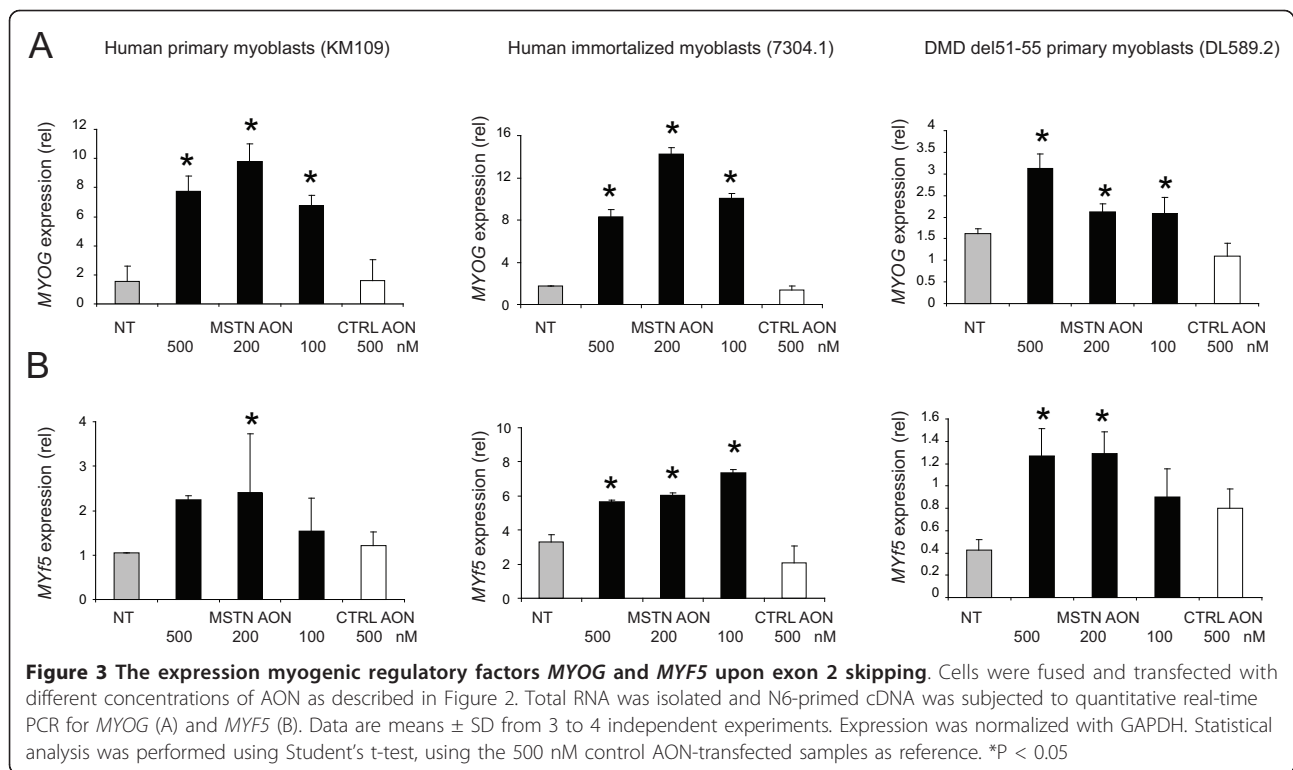 A
Human primary myoblasts (KM109)
Human immortalized myoblasts (7304.1)
DMD del51-55 primary myoblasts (DL589.2)
MYOG expression (rel)
12
10
8
6
4
2
0
*
*
*
NT
MSTN AON
CTRL AON
500
200
100
500 nM
MYOG expression (rel)
16
12
8
4
0
*
*
*
NT
MSTN AON
CTRL AON
500
200
100
500 nM
MYOG expression (rel)
4
3.5
3
2.5
2
1.5
1
0.5
0
*
*
*
NT
MSTN AON
CTRL AON
500
200
100
500 nM
B
MYf5 expression (rel)
4
3
2
1
0
*
NT
MSTN AON
CTRL AON
500
200
100
500 nM
MYf5 expression (rel)
10
8
6
4
2
0
*
*
*
NT
MSTN AON
CTRL AON
500
200
100
500 nM
MYf5 expression (rel)
1.6
1.4
1.2
1
0.8
0.6
0.4
0.2
0
*
*
NT
MSTN AON
CTRL AON
500
200
100
500 nM
Figure 3 The expression myogenic regulatory factors MYOG and MYF5 upon exon 2 skipping. Cells were fused and transfected with
different concentrations of AON as described in Figure 2. Total RNA was isolated and N6-primed cDNA was subjected to quantitative real-time
PCR for MYOG (A) and MYF5 (B). Data are means ± SD from 3 to 4 independent experiments. Expression was normalized with GAPDH. Statistical
analysis was performed using Student's t-test, using the 500 nM control AON-transfected samples as reference. *P < 0.05